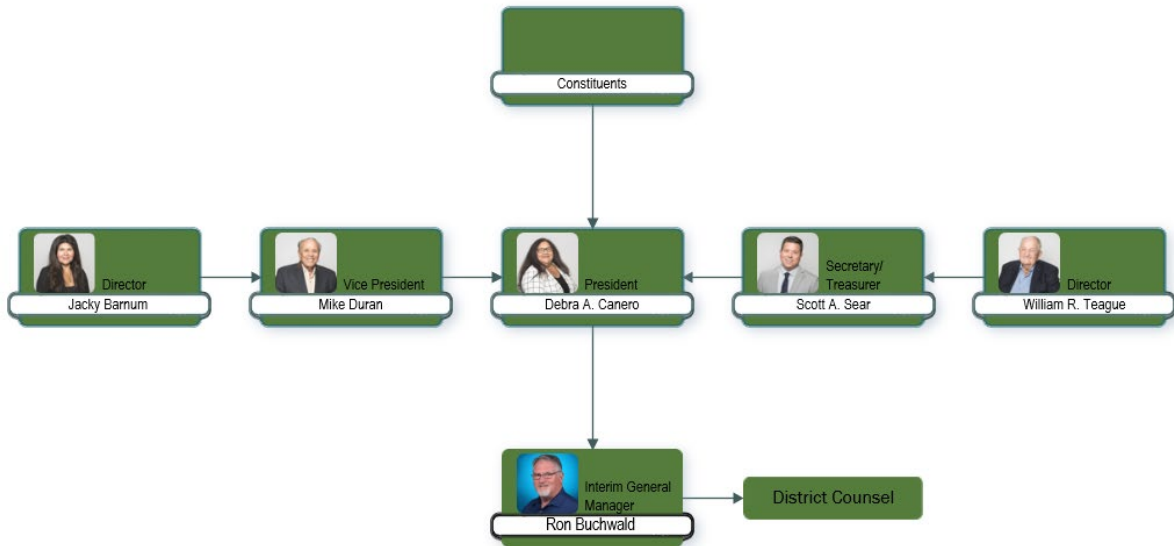 Constituents
Director
Jacky Barnum
Vice President
Mike Duran
President
Debra A. Canero
Secretary/
Treasurer
Scott A. Sear
Director
William R. Teague
Interim General
Manager
Ron Buchwald
District Counsel